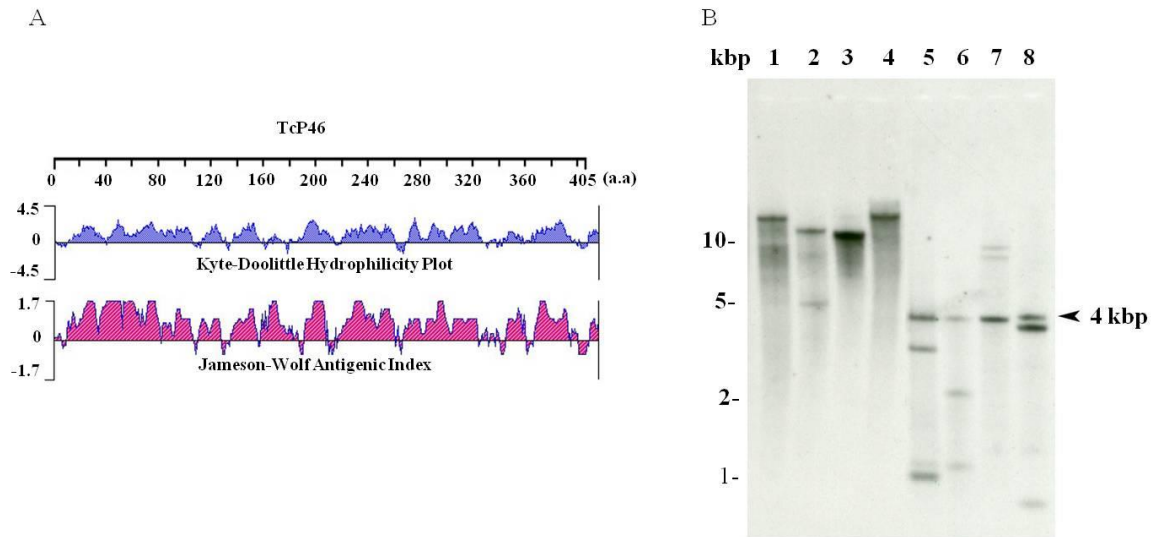 A
TcP46
0 40 80 120 160 200 240 280 320 360 405 (a.a)
4.5
0
-4.5
Kyte-Doolittle Hydrophilicity Plot
1.7
0
-1.7
Jameson-Wolf Antigenic Index
B
kbp 1 2 3 4 5 6 7 8
10-
5-
4 kbp
2-
1-